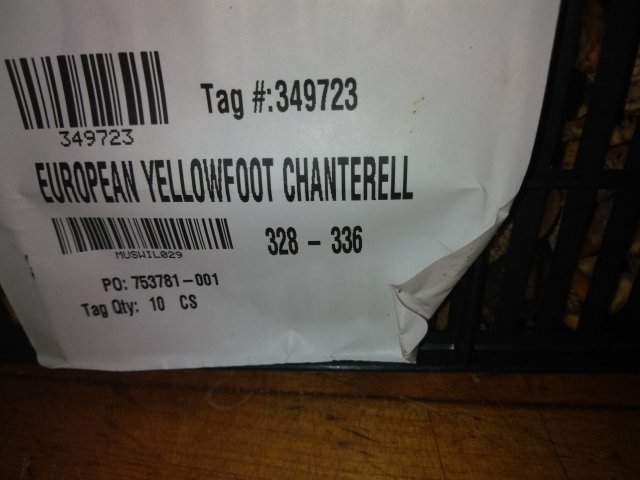 Tag #:349723
349723
EUROPEAN YELLOWFOOT CHANTERELL
MUSWIL029
328 - 336
PO: 753781-001
Tag Qty: 10 CS